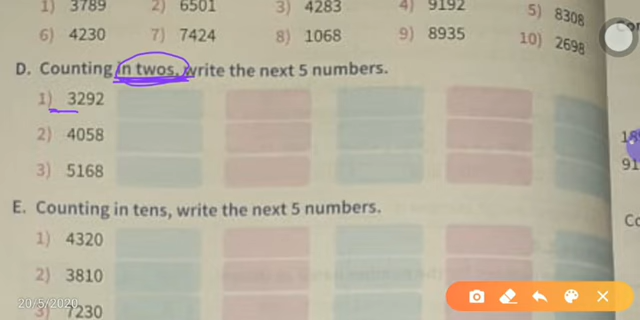 1) 3789 2) 6501 3) 4283 4) 9192 5) 8308
6) 4230 7) 7424 8) 1068 9) 8935 10) 2698
D. Counting in twos, write the next 5 numbers.
1) 3292
2) 4058
3) 5168
91
E. Counting in tens, write the next 5 numbers.
1) 4320
2) 3810
3) 7230
20/5/2020